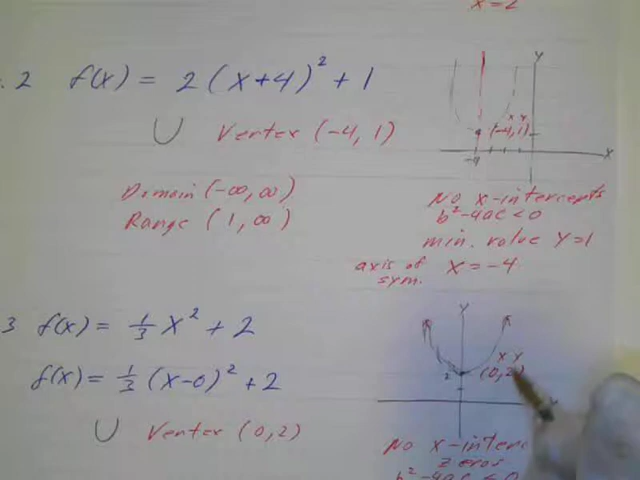 x = 2
. 2 f(x) = 2 (x+4)² + 1
∪ Vertex (-4, 1)
Domain (-∞, ∞)
Range (1, ∞)
Y
x y
(-4,1)
-4
X
No x-intercepts
b²-4ac < 0
min. value y = 1
axis of sym. x = -4
3 f(x) = 1/3 x² + 2
f(x) = 1/3 (x-0)² + 2
∪ Vertex (0, 2)
Y
x y
2 (0,2)
No x-inter
zeros
b²-4ac < 0